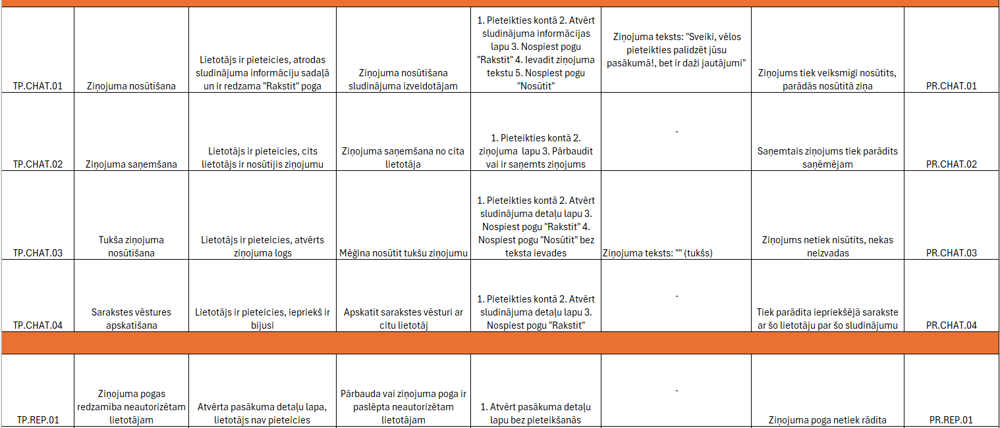 TP.CHAT.01
Ziņojuma nosūtīšana
Lietotājs ir pieteicies, atrodas
sludinājuma informāciju sadaļā
un ir redzama "Rakstīt" poga
Ziņojuma nosūtīšana
sludinājuma izveidotājam
1. Pieteikties kontā 2. Atvērt
sludinājuma informācijas
lapu 3. Nospiest pogu
"Rakstīt" 4. Ievadīt ziņojuma
tekstu 5. Nospiest pogu
"Nosūtīt"
Ziņojuma teksts: "Sveiki, vēlos
pieteikties palīdzēt jūsu
pasākumā!, bet ir daži jautājumi"
Ziņojums tiek veiksmīgi nosūtīts,
parādās nosūtītā ziņa
PR.CHAT.01
TP.CHAT.02
Ziņojuma saņemšana
Lietotājs ir pieteicies, cits
lietotājs ir nosūtījis ziņojumu
Ziņojuma saņemšana no cita
lietotāja
1. Pieteikties kontā 2.
ziņojuma lapu 3. Pārbaudīt
vai ir saņemts ziņojums
-
Saņemtais ziņojums tiek parādīts
saņēmējam
PR.CHAT.02
TP.CHAT.03
Tukša ziņojuma
nosūtīšana
Lietotājs ir pieteicies, atvērts
ziņojuma logs
Mēģina nosūtīt tukšu ziņojumu
1. Pieteikties kontā 2. Atvērt
sludinājuma detaļu lapu 3.
Nospiest pogu "Rakstīt" 4.
Nospiest pogu "Nosūtīt" bez
teksta ievades
Ziņojuma teksts: "" (tukšs)
Ziņojums netiek nisūtīts, nekas
neizvadas
PR.CHAT.03
TP.CHAT.04
Sarakstes vēstures
apskatīšana
Lietotājs ir pieteicies, iepriekš ir
bijusi
Apskatīt sarakstes vēsturi ar
citu lietotāj
1. Pieteikties kontā 2. Atvērt
sludinājuma detaļu lapu 3.
Nospiest pogu "Rakstīt"
-
Tiek parādīta iepriekšējā sarakste
ar šo lietotāju par šo sludinājumu
PR.CHAT.04
TP.REP.01
Ziņojuma pogas
redzamība neautorizētam
lietotājam
Atvērta pasākuma detaļu lapa,
lietotājs nav pieteicies
Pārbauda vai ziņojuma poga ir
paslēpta neautorizētam
lietotājam
1. Atvērt pasākuma detaļu
lapu bez pieteikšanās
-
Ziņojuma poga netiek rādīta
PR.REP.01